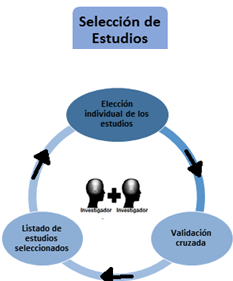 Selección de
Estudios
Elección
individual de los
estudios
Investigador
Investigador
Listado de
estudios
seleccionados
Validación
cruzada